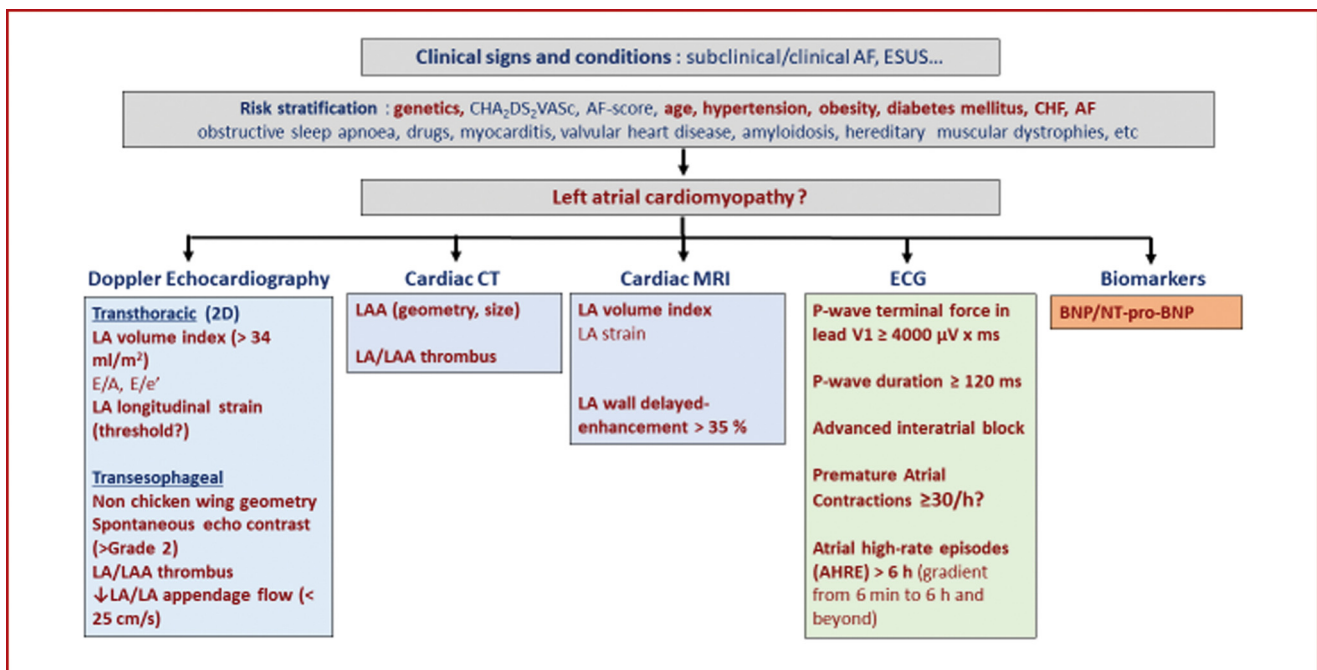 Clinical signs and conditions : subclinical/clinical AF, ESUS...
Risk stratification : genetics, CHA₂DS₂VASc, AF-score, age, hypertension, obesity, diabetes mellitus, CHF, AF
obstructive sleep apnoea, drugs, myocarditis, valvular heart disease, amyloidosis, hereditary muscular dystrophies, etc
Left atrial cardiomyopathy ?
Doppler Echocardiography
Transthoracic (2D)
LA volume index (> 34
ml/m²)
E/A, E/e’
LA longitudinal strain
(threshold?)
Transesophageal
Non chicken wing geometry
Spontaneous echo contrast
(>Grade 2)
LA/LAA thrombus
↓LA/LA appendage flow (<
25 cm/s)
Cardiac CT
LAA (geometry, size)
LA/LAA thrombus
Cardiac MRI
LA volume index
LA strain
LA wall delayed-
enhancement > 35 %
ECG
P-wave terminal force in
lead V1 ≥ 4000 µV x ms
P-wave duration ≥ 120 ms
Advanced interatrial block
Premature Atrial
Contractions ≥30/h?
Atrial high-rate episodes
(AHRE) > 6 h (gradient
from 6 min to 6 h and
beyond)
Biomarkers
BNP/NT-pro-BNP